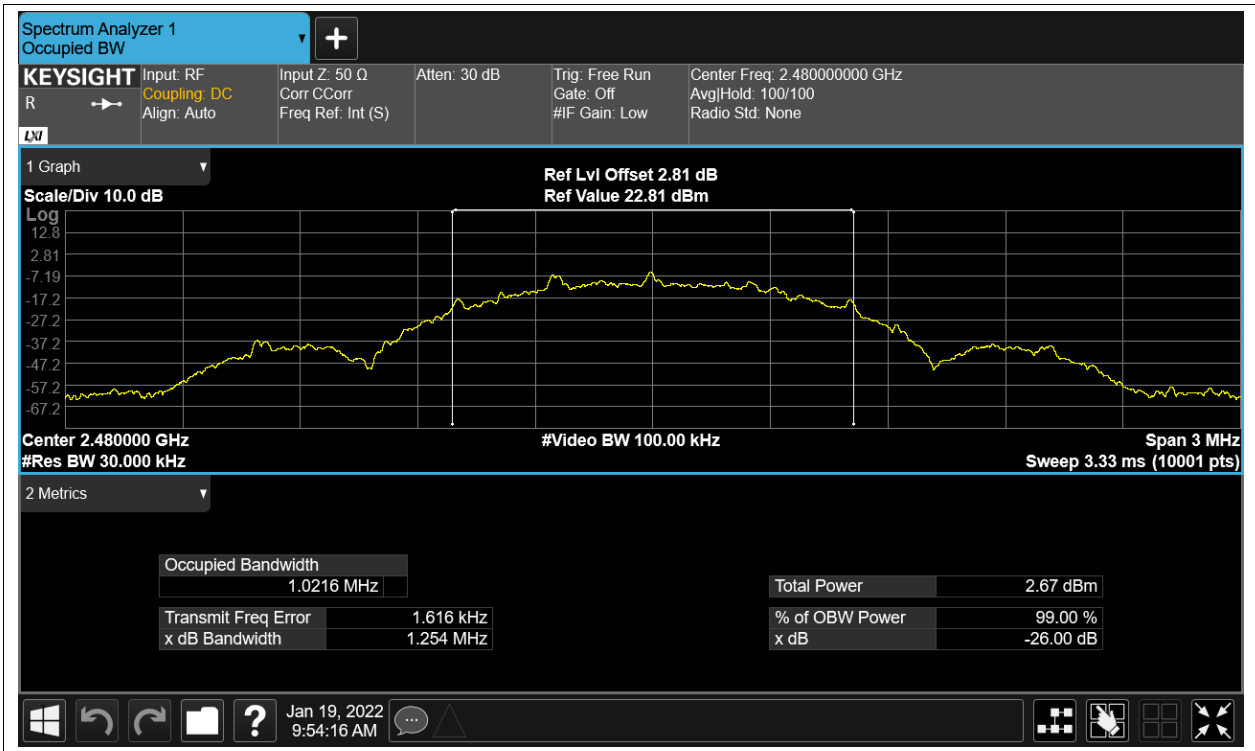 Spectrum Analyzer 1
Occupied BW
KEYSIGHT
R
LXI
Input: RF
Coupling: DC
Align: Auto
Input Z: 50 Ω
Corr CCorr
Freq Ref: Int (S)
Atten: 30 dB
Trig: Free Run
Gate: Off
#IF Gain: Low
Center Freq: 2.480000000 GHz
Avg|Hold: 100/100
Radio Std: None
1 Graph
Scale/Div 10.0 dB
Ref Lvl Offset 2.81 dB
Ref Value 22.81 dBm
Log
12.8
2.81
-7.19
-17.2
-27.2
-37.2
-47.2
-57.2
-67.2
Center 2.480000 GHz
#Video BW 100.00 kHz
Span 3 MHz
#Res BW 30.000 kHz
Sweep 3.33 ms (10001 pts)
2 Metrics
Occupied Bandwidth
1.0216 MHz
Total Power 2.67 dBm
Transmit Freq Error 1.616 kHz
% of OBW Power 99.00 %
x dB Bandwidth 1.254 MHz
x dB -26.00 dB
?
Jan 19, 2022
9:54:16 AM